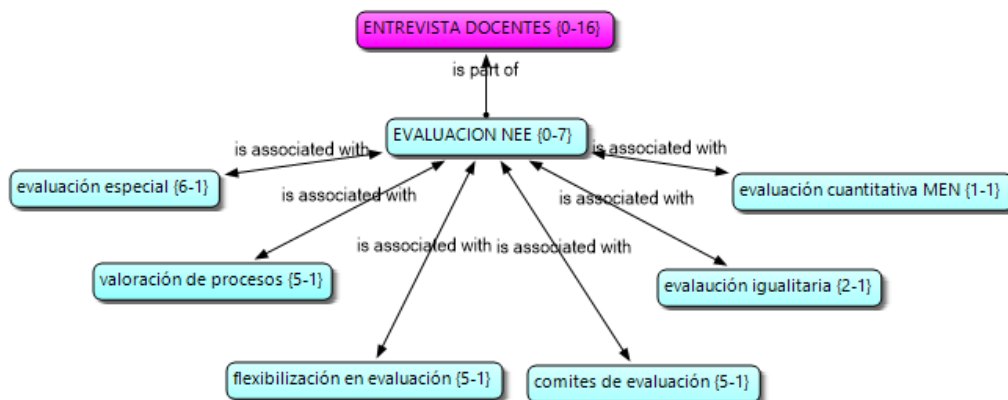 ENTREVISTA DOCENTES {0-16}
is part of
EVALUACION NEE {0-7}
is associated with
is associated with
evaluación especial {6-1}
evaluación cuantitativa MEN {1-1}
is associated with
is associated with
is associated with
is associated with
valoración de procesos {5-1}
evalaución igualitaria {2-1}
flexibilización en evaluación {5-1}
comites de evaluación {5-1}